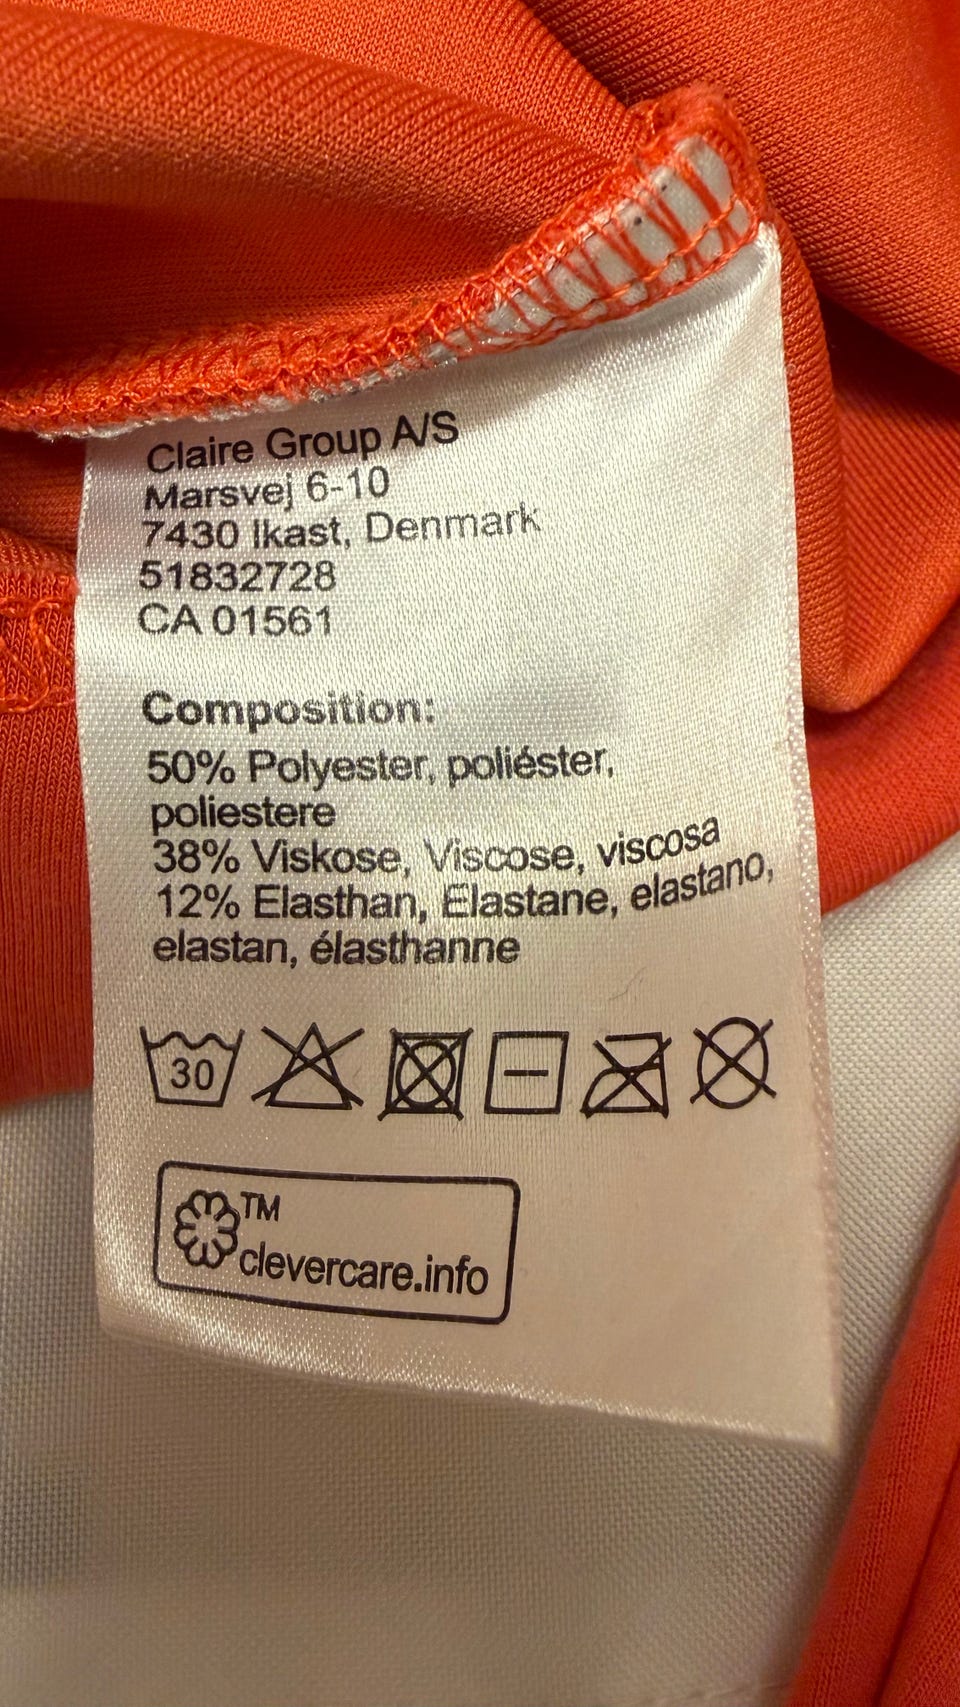 Claire Group A/S
Marsvej 6-10
7430 Ikast, Denmark
51832728
CA 01561
Composition:
50% Polyester, poliéster,
poliestere
38% Viskose, Viscose, viscosa
12% Elasthan, Elastane, elastano,
elastan, élasthanne
30
TM
clevercare.info